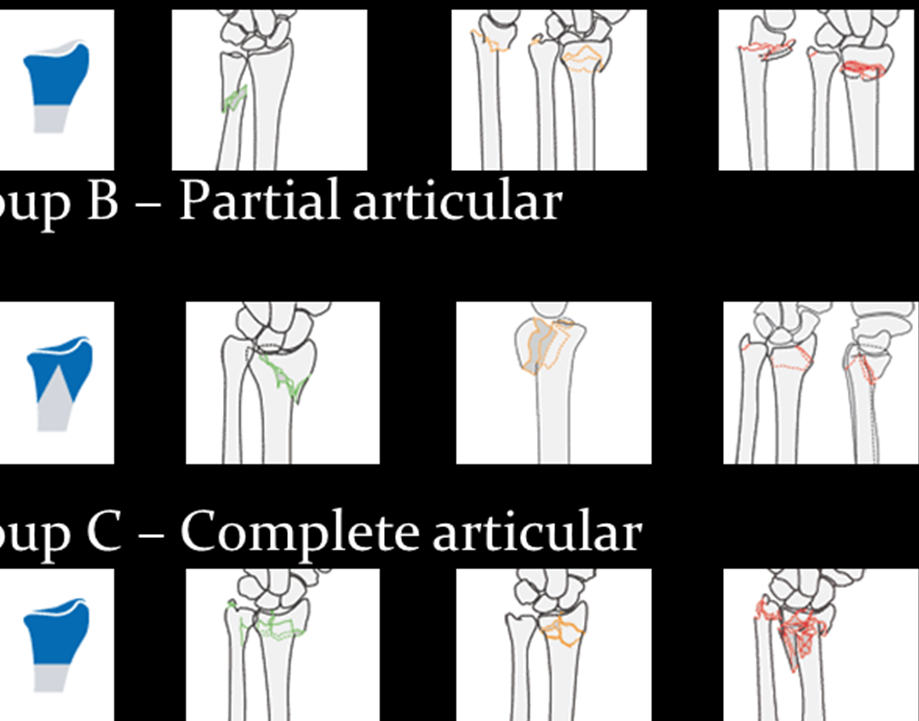 oup B – Partial articular
oup C – Complete articular